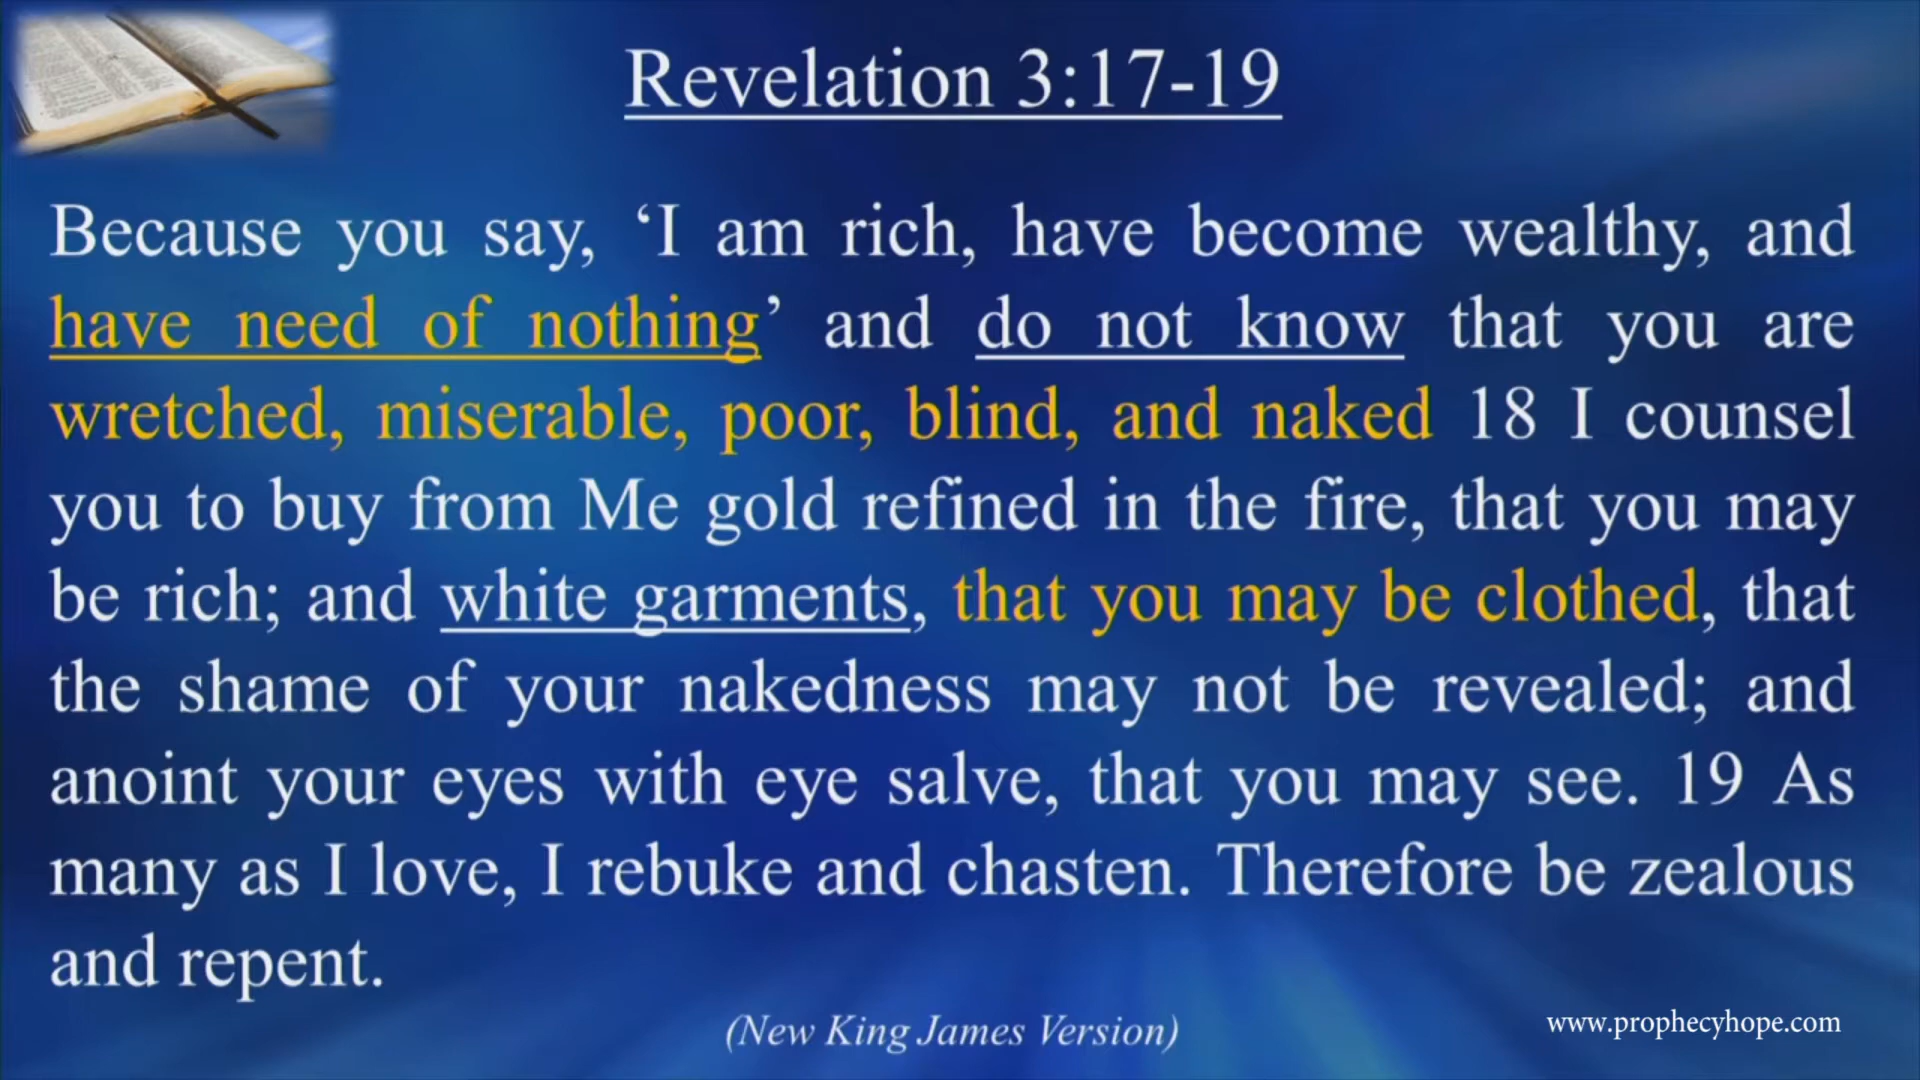 Revelation 3:17-19
Because you say, ‘I am rich, have become wealthy, and
have need of nothing’ and do not know that you are
wretched, miserable, poor, blind, and naked 18 I counsel
you to buy from Me gold refined in the fire, that you may
be rich; and white garments, that you may be clothed, that
the shame of your nakedness may not be revealed; and
anoint your eyes with eye salve, that you may see. 19 As
many as I love, I rebuke and chasten. Therefore be zealous
and repent.
(New King James Version)
www.prophecyhope.com